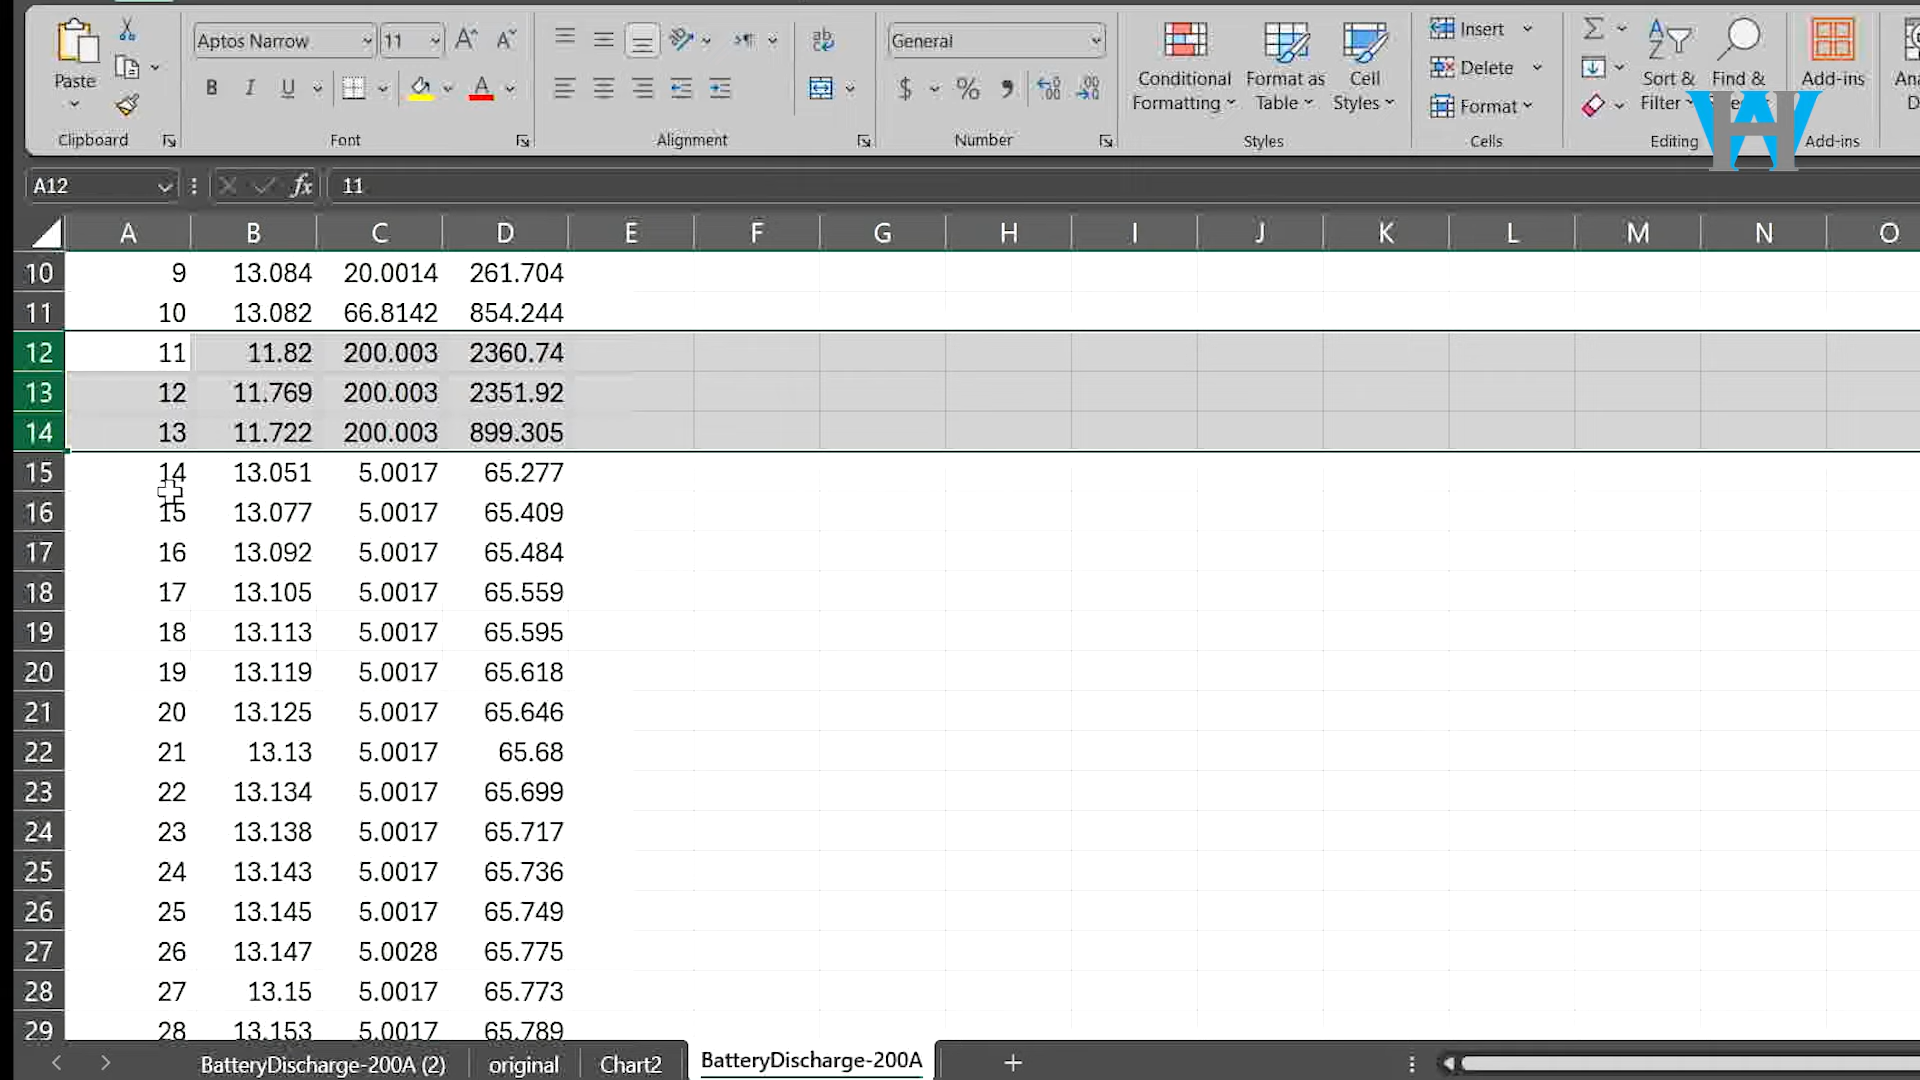 Paste
Clipboard
Aptos Narrow 11
B I U
Font
Alignment
General
$ %
Number
Conditional Formatting
Format as Table
Cell Styles
Styles
Insert
Delete
Format
Cells
Sort & Filter
Find &
Editing
Add-ins
Add-ins
A12 fx 11
A B C D E F G H I J K L M N O
10 9 13.084 20.0014 261.704
11 10 13.082 66.8142 854.244
12 11 11.82 200.003 2360.74
13 12 11.769 200.003 2351.92
14 13 11.722 200.003 899.305
15 14 13.051 5.0017 65.277
16 15 13.077 5.0017 65.409
17 16 13.092 5.0017 65.484
18 17 13.105 5.0017 65.559
19 18 13.113 5.0017 65.595
20 19 13.119 5.0017 65.618
21 20 13.125 5.0017 65.646
22 21 13.13 5.0017 65.68
23 22 13.134 5.0017 65.699
24 23 13.138 5.0017 65.717
25 24 13.143 5.0017 65.736
26 25 13.145 5.0017 65.749
27 26 13.147 5.0028 65.775
28 27 13.15 5.0017 65.773
29 28 13.153 5.0017 65.789
BatteryDischarge-200A (2) original Chart2 BatteryDischarge-200A +